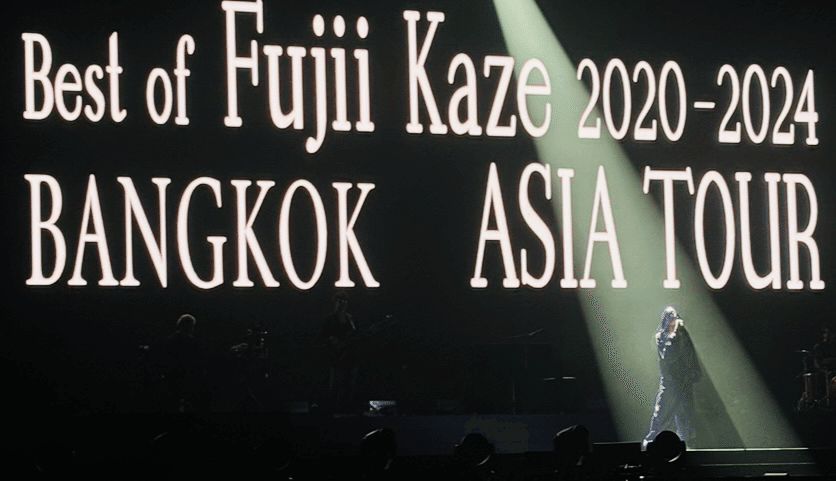 Best of Fujii Kaze 2020-2024
BANGKOK ASIA TOUR